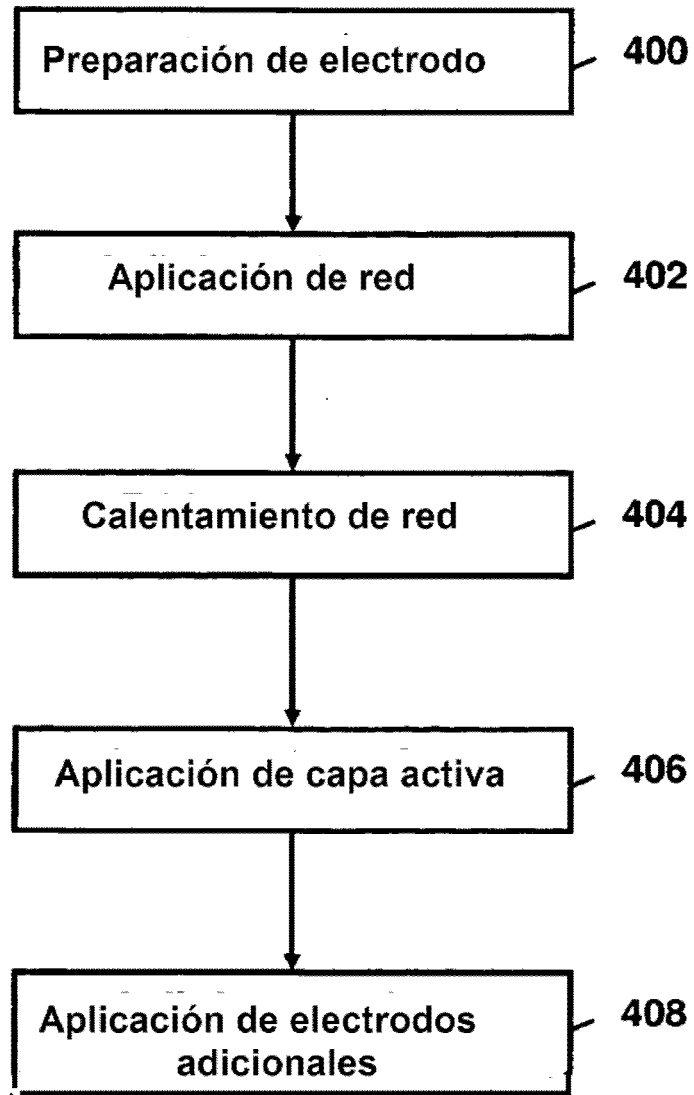 Preparación de electrodo 400
Aplicación de red 402
Calentamiento de red 404
Aplicación de capa activa 406
Aplicación de electrodos 408
adicionales